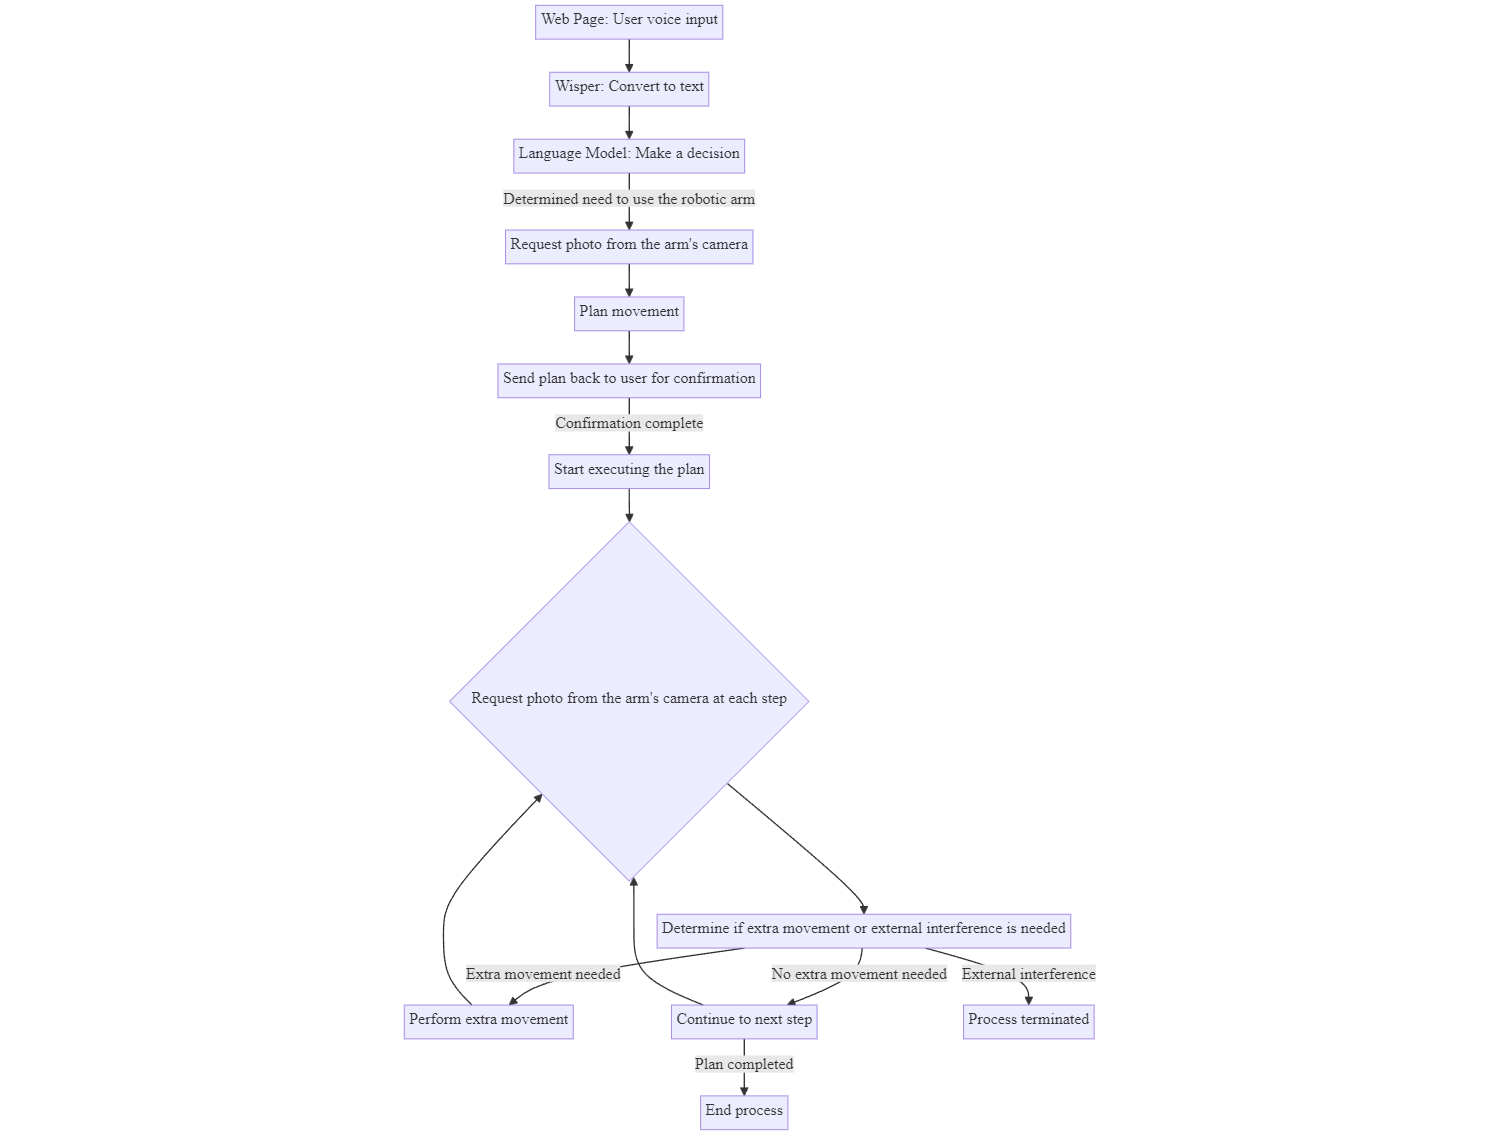 Web Page: User voice input
Wisper: Convert to text
Language Model: Make a decision
Determined need to use the robotic arm
Request photo from the arm's camera
Plan movement
Send plan back to user for confirmation
Confirmation complete
Start executing the plan
Request photo from the arm's camera at each step
Determine if extra movement or external interference is needed
Extra movement needed
No extra movement needed
External interference
Perform extra movement
Continue to next step
Process terminated
Plan completed
End process